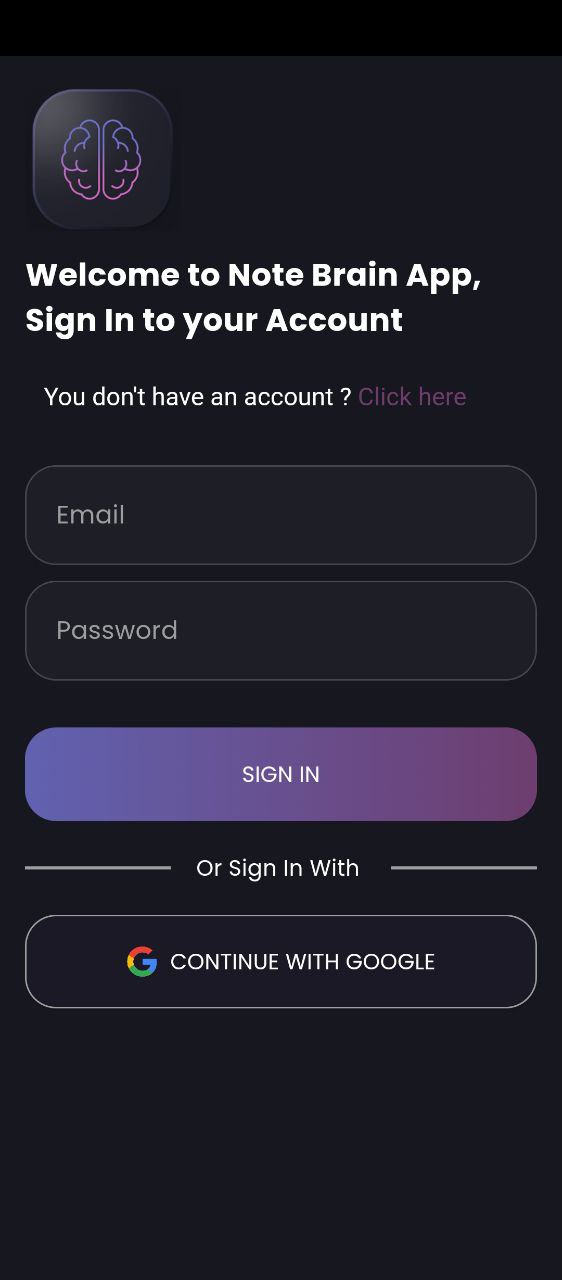 Welcome to Note Brain App,
Sign In to your Account
You don't have an account ? Click here
Email
Password
SIGN IN
Or Sign In With
CONTINUE WITH GOOGLE